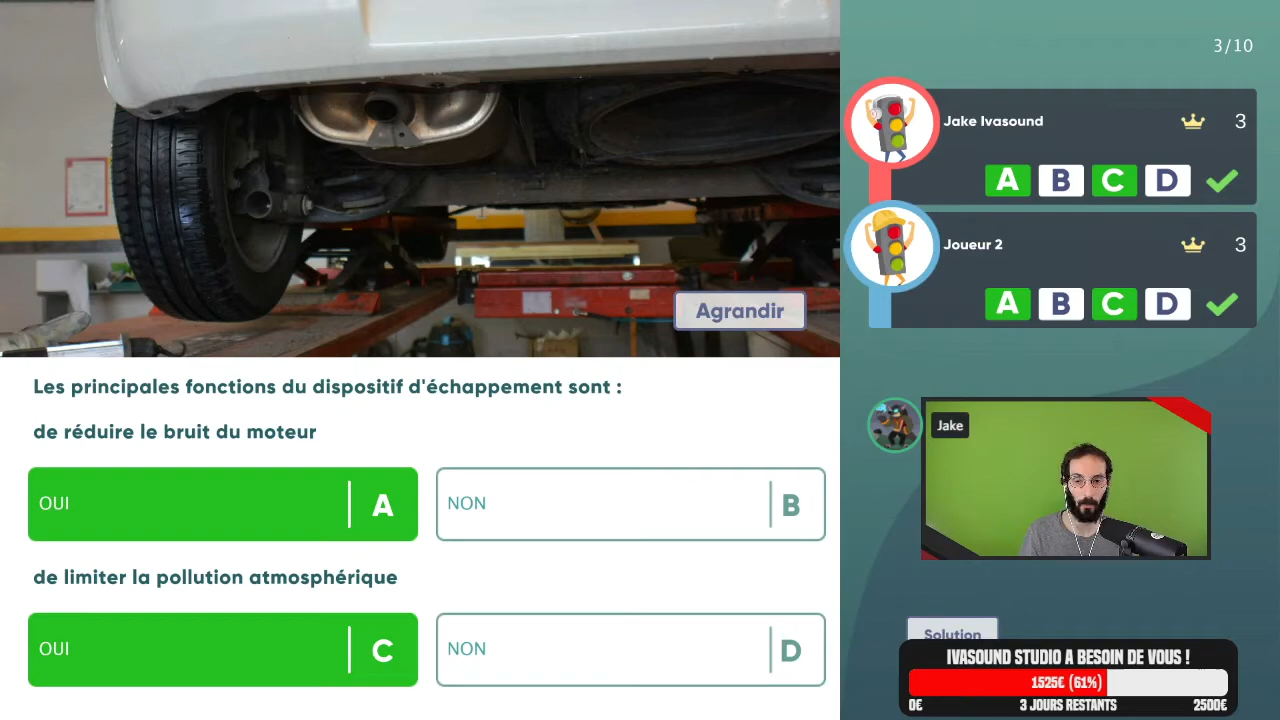 3/10
Jake Ivasound
3
A B C D
Joueur 2
3
A B C D
Agrandir
Les principales fonctions du dispositif d'échappement sont :
de réduire le bruit du moteur
OUI A
NON B
de limiter la pollution atmosphérique
OUI C
NON D
Jake
Solution
IVASOUND STUDIO A BESOIN DE VOUS !
1525€ (61%)
0€ 3 JOURS RESTANTS 2500€